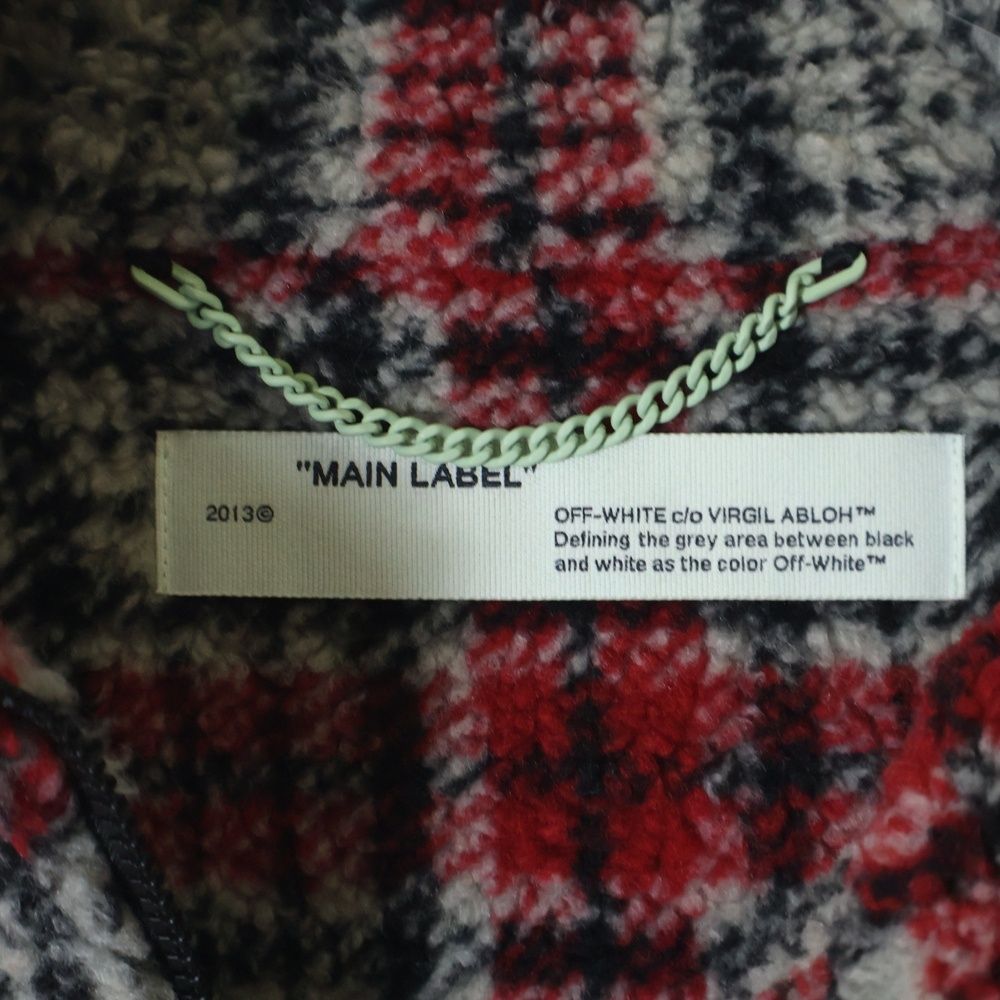 "MAIN LABEL"
2013©
OFF-WHITE c/o VIRGIL ABLOH™
Defining the grey area between black
and white as the color Off-White™